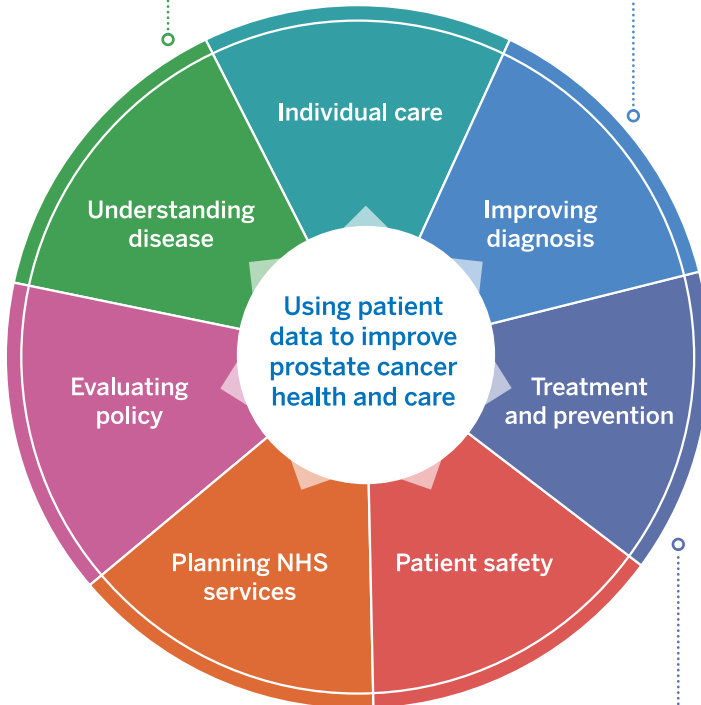 Individual care
Improving
diagnosis
Treatment
and prevention
Patient safety
Planning NHS
services
Evaluating
policy
Understanding
disease
Using patient
data to improve
prostate cancer
health and care